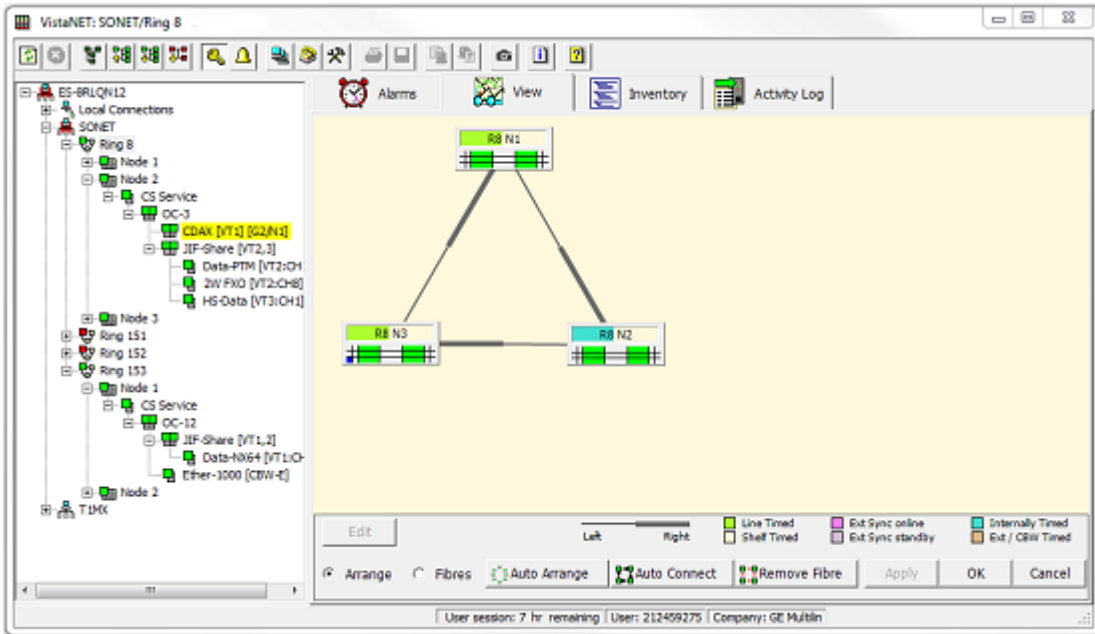 VistaNET: SONET/Ring 8
ES-8RLQN12
Local Connections
SONET
Ring 8
Node 1
Node 2
CS Service
OC-3
CDAX [VT1] [G2/N1]
JIF-Share [VT2,3]
Data-PTM [VT2:CH
2W FXO [VT2:CH8]
HS-Data [VT3:CH1]
Node 3
Ring 151
Ring 152
Ring 153
Node 1
CS Service
OC-12
JIF-Share [VT1,2]
Data-NX64 [VT1:CH
Ether-1000 [CBW-E]
Node 2
T1MX
Alarms
View
Inventory
Activity Log
R8 N1
R8 N3
R8 N2
Edit
Left
Right
Line Timed
Ext Sync online
Internally Timed
Shelf Timed
Ext Sync standby
Ext / CBW Timed
Arrange
Fibres
Auto Arrange
Auto Connect
Remove Fibre
Apply
OK
Cancel
User session: 7 hr remaining
User: 212459275
Company: GE Multilin